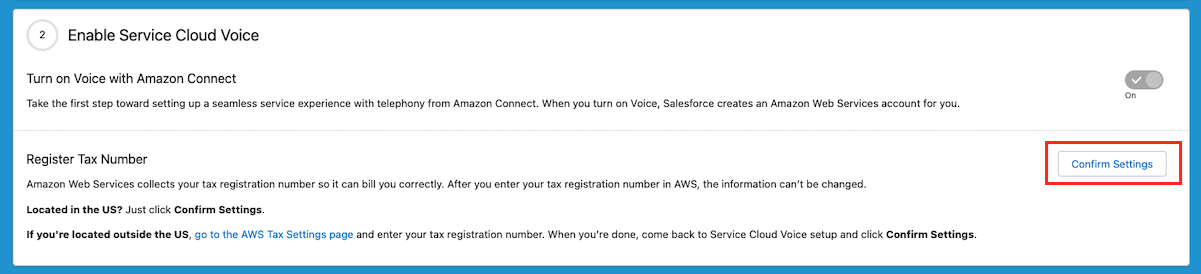 2
Enable Service Cloud Voice
Turn on Voice with Amazon Connect
Take the first step toward setting up a seamless service experience with telephony from Amazon Connect. When you turn on Voice, Salesforce creates an Amazon Web Services account for you.
On
Register Tax Number
Confirm Settings
Amazon Web Services collects your tax registration number so it can bill you correctly. After you enter your tax registration number in AWS, the information can't be changed.
Located in the US? Just click Confirm Settings.
If you're located outside the US, go to the AWS Tax Settings page and enter your tax registration number. When you're done, come back to Service Cloud Voice setup and click Confirm Settings.